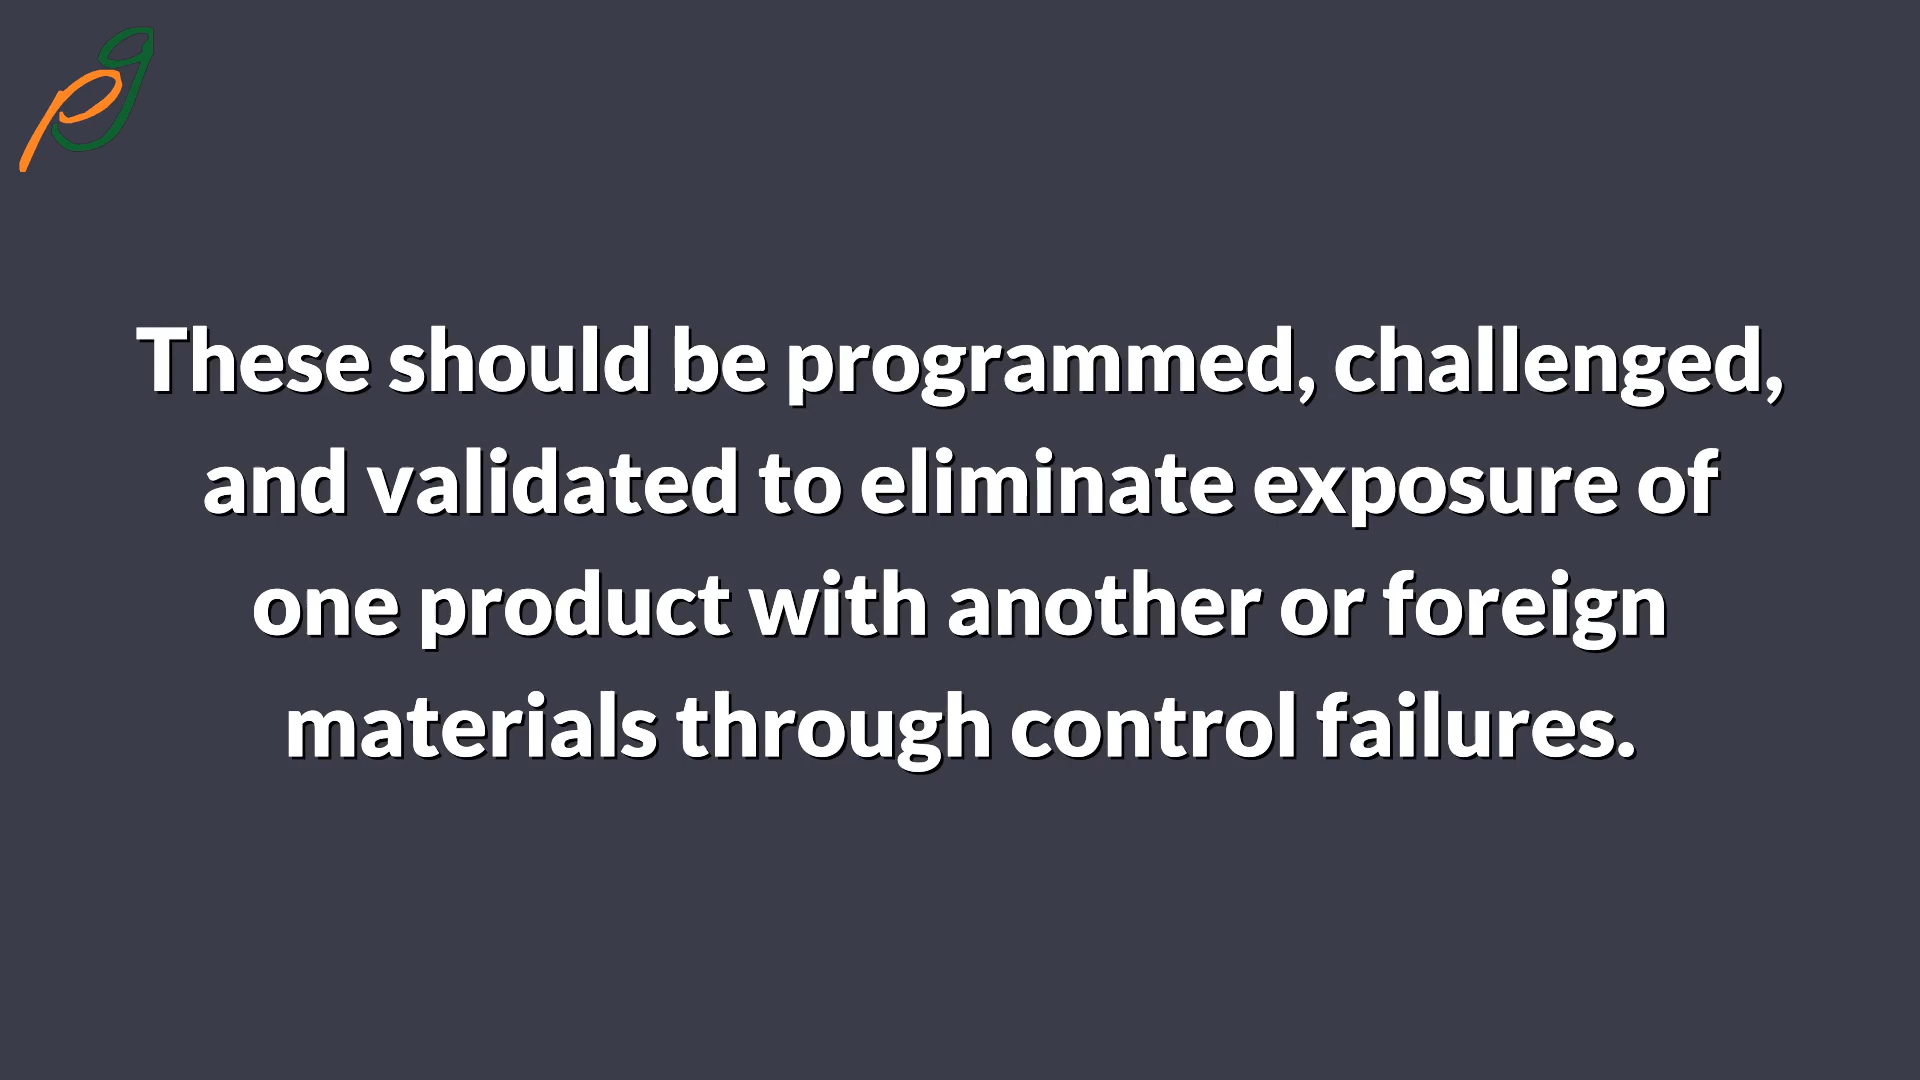 These should be programmed, challenged,
and validated to eliminate exposure of
one product with another or foreign
materials through control failures.